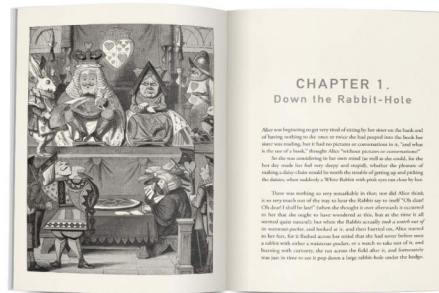 CHAPTER 1.
Down the Rabbit-Hole
Alice was beginning to get very tired of sitting by her sister on the bank and
of having nothing to do: once or twice she had peeped into the book her
sister was reading, but it had no pictures or conversations in it, "and what
is the use of a book," thought Alice "without pictures or conversations?"
So she was considering in her own mind (as well as she could, for the
hot day made her feel very sleepy and stupid), whether the pleasure of
making a daisy-chain would be worth the trouble of getting up and picking
the daisies, when suddenly a White Rabbit with pink eyes ran close by her.
There was nothing so very remarkable in that; nor did Alice think
it so very much out of the way to hear the Rabbit say to itself "Oh dear!
Oh dear! I shall be late!" (when she thought it over afterwards it occurred
to her that she ought to have wondered at this, but at the time it all
seemed quite natural); but when the Rabbit actually took a watch out of
its waistcoat-pocket, and looked at it, and then hurried on, Alice started
to her feet, for it flashed across her mind that she had never before seen
a rabbit with either a waistcoat-pocket, or a watch to take out of it, and
burning with curiosity, she ran across the field after it, and fortunately
was just in time to see it pop down a large rabbit-hole under the hedge.